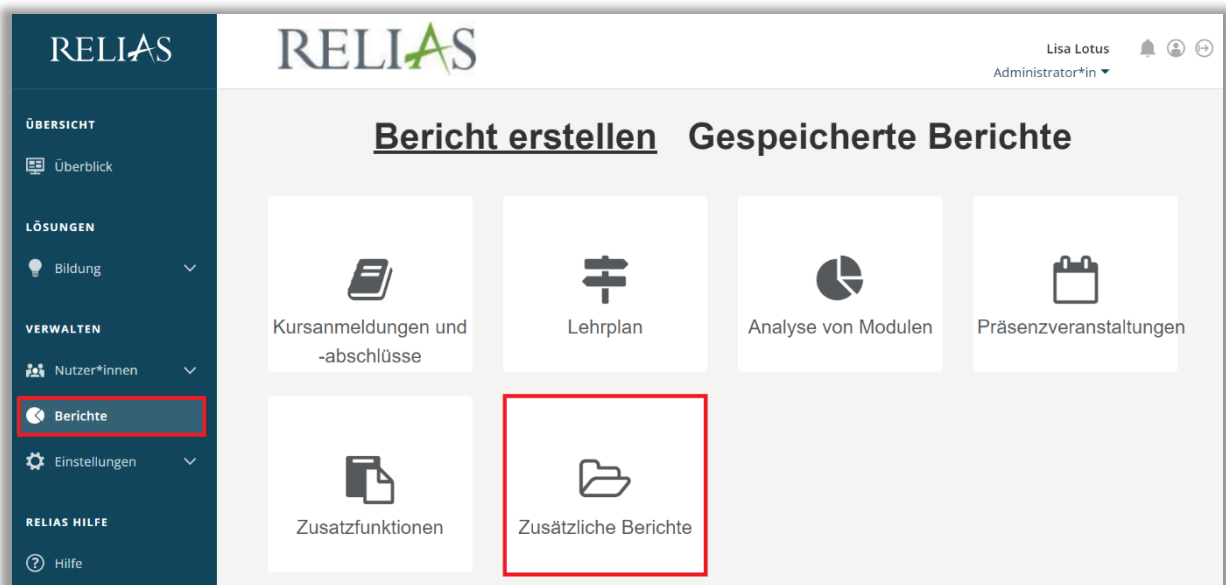 RELIAS
RELIAS
Lisa Lotus
Administrator*in
ÜBERSICHT
Überblick
LÖSUNGEN
Bildung
VERWALTEN
Nutzer*innen
Berichte
Einstellungen
RELIAS HILFE
Hilfe
Bericht erstellen Gespeicherte Berichte
Kursanmeldungen und
-abschlüsse
Lehrplan
Analyse von Modulen
Präsenzveranstaltungen
Zusatzfunktionen
Zusätzliche Berichte